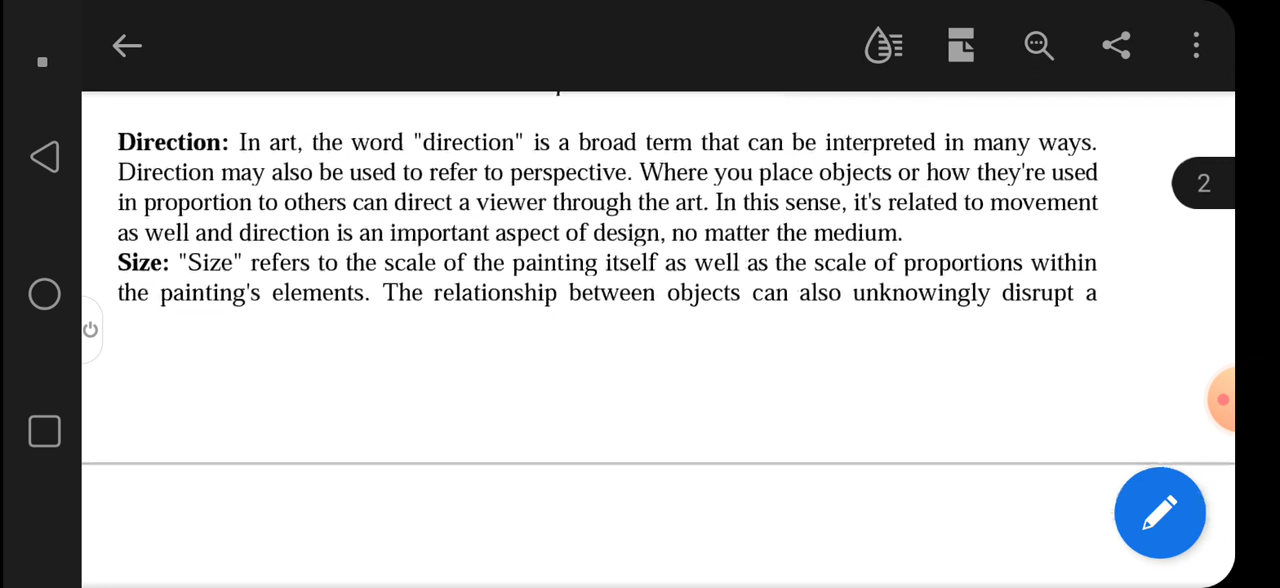 Direction: In art, the word "direction" is a broad term that can be interpreted in many ways.
Direction may also be used to refer to perspective. Where you place objects or how they're used
in proportion to others can direct a viewer through the art. In this sense, it's related to movement
as well and direction is an important aspect of design, no matter the medium.
Size: "Size" refers to the scale of the painting itself as well as the scale of proportions within
the painting's elements. The relationship between objects can also unknowingly disrupt a
2